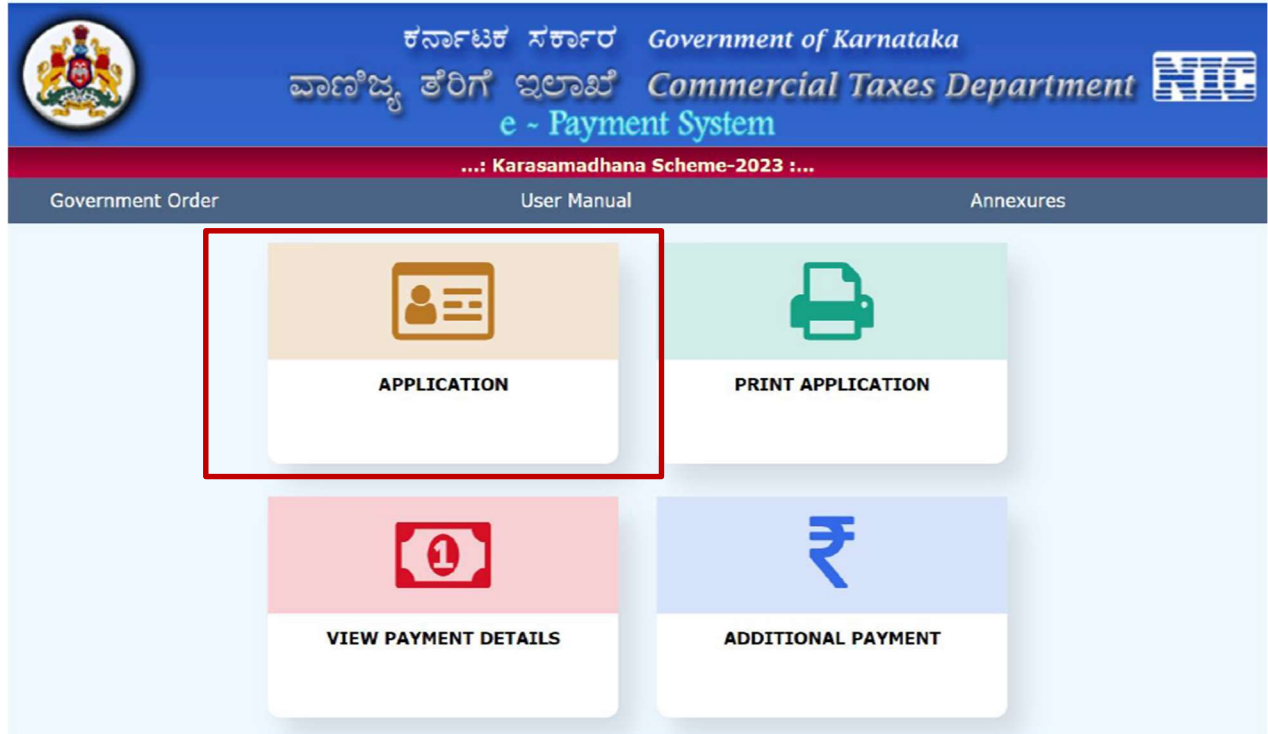 ಕರ್ನಾಟಕ ಸರ್ಕಾರ Government of Karnataka
ವಾಣಿಜ್ಯ ತೆರಿಗೆ ಇಲಾಖೆ Commercial Taxes Department NIC
e - Payment System
...: Karasamadhana Scheme-2023 :...
Government Order User Manual Annexures
APPLICATION PRINT APPLICATION
1 ₹
VIEW PAYMENT DETAILS ADDITIONAL PAYMENT